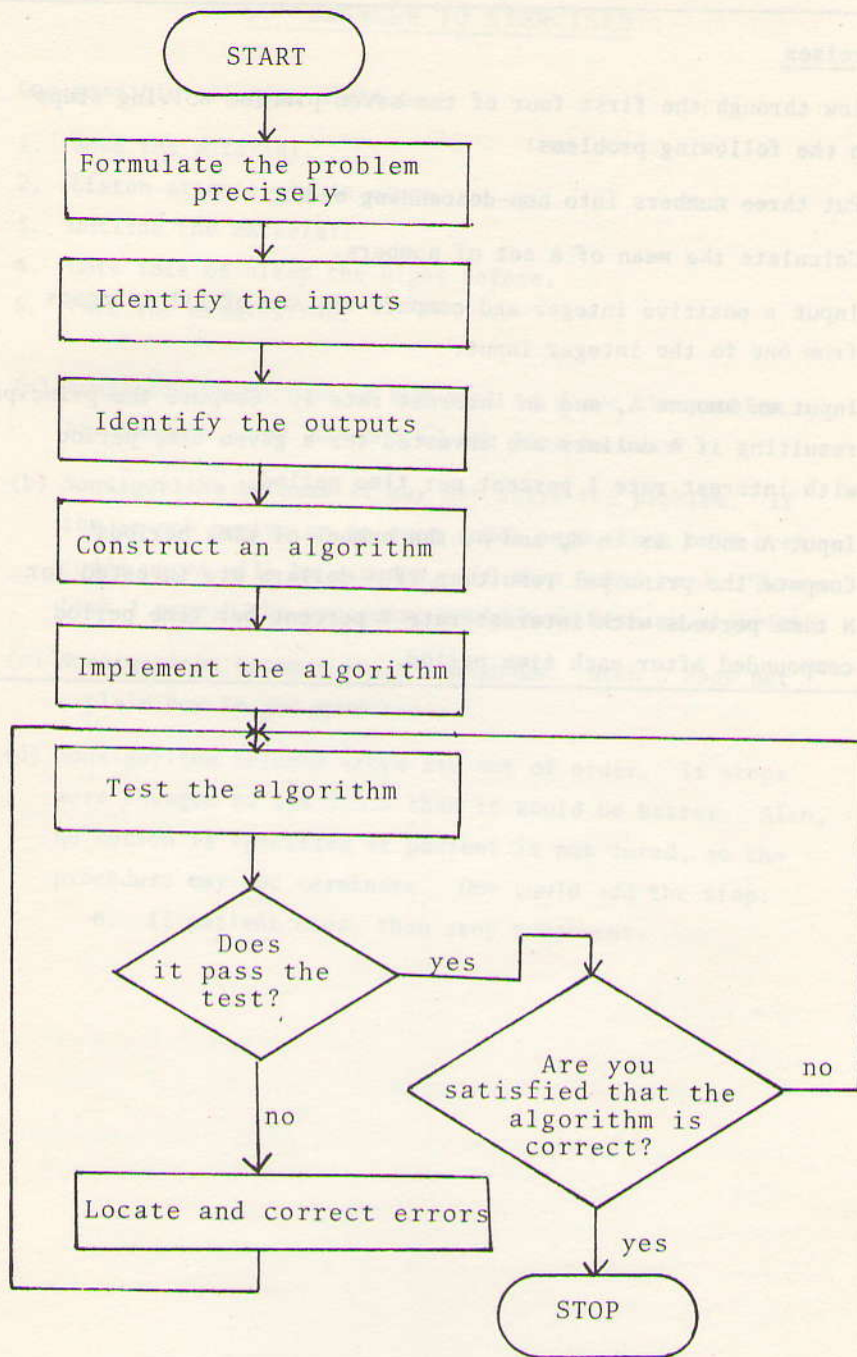 START
Formulate the problem
precisely
Identify the inputs
Identify the outputs
Construct an algorithm
Implement the algorithm
Test the algorithm
Does
it pass the
test?
yes
no
Are you
satisfied that the
algorithm is
correct?
no
Locate and correct errors
yes
STOP